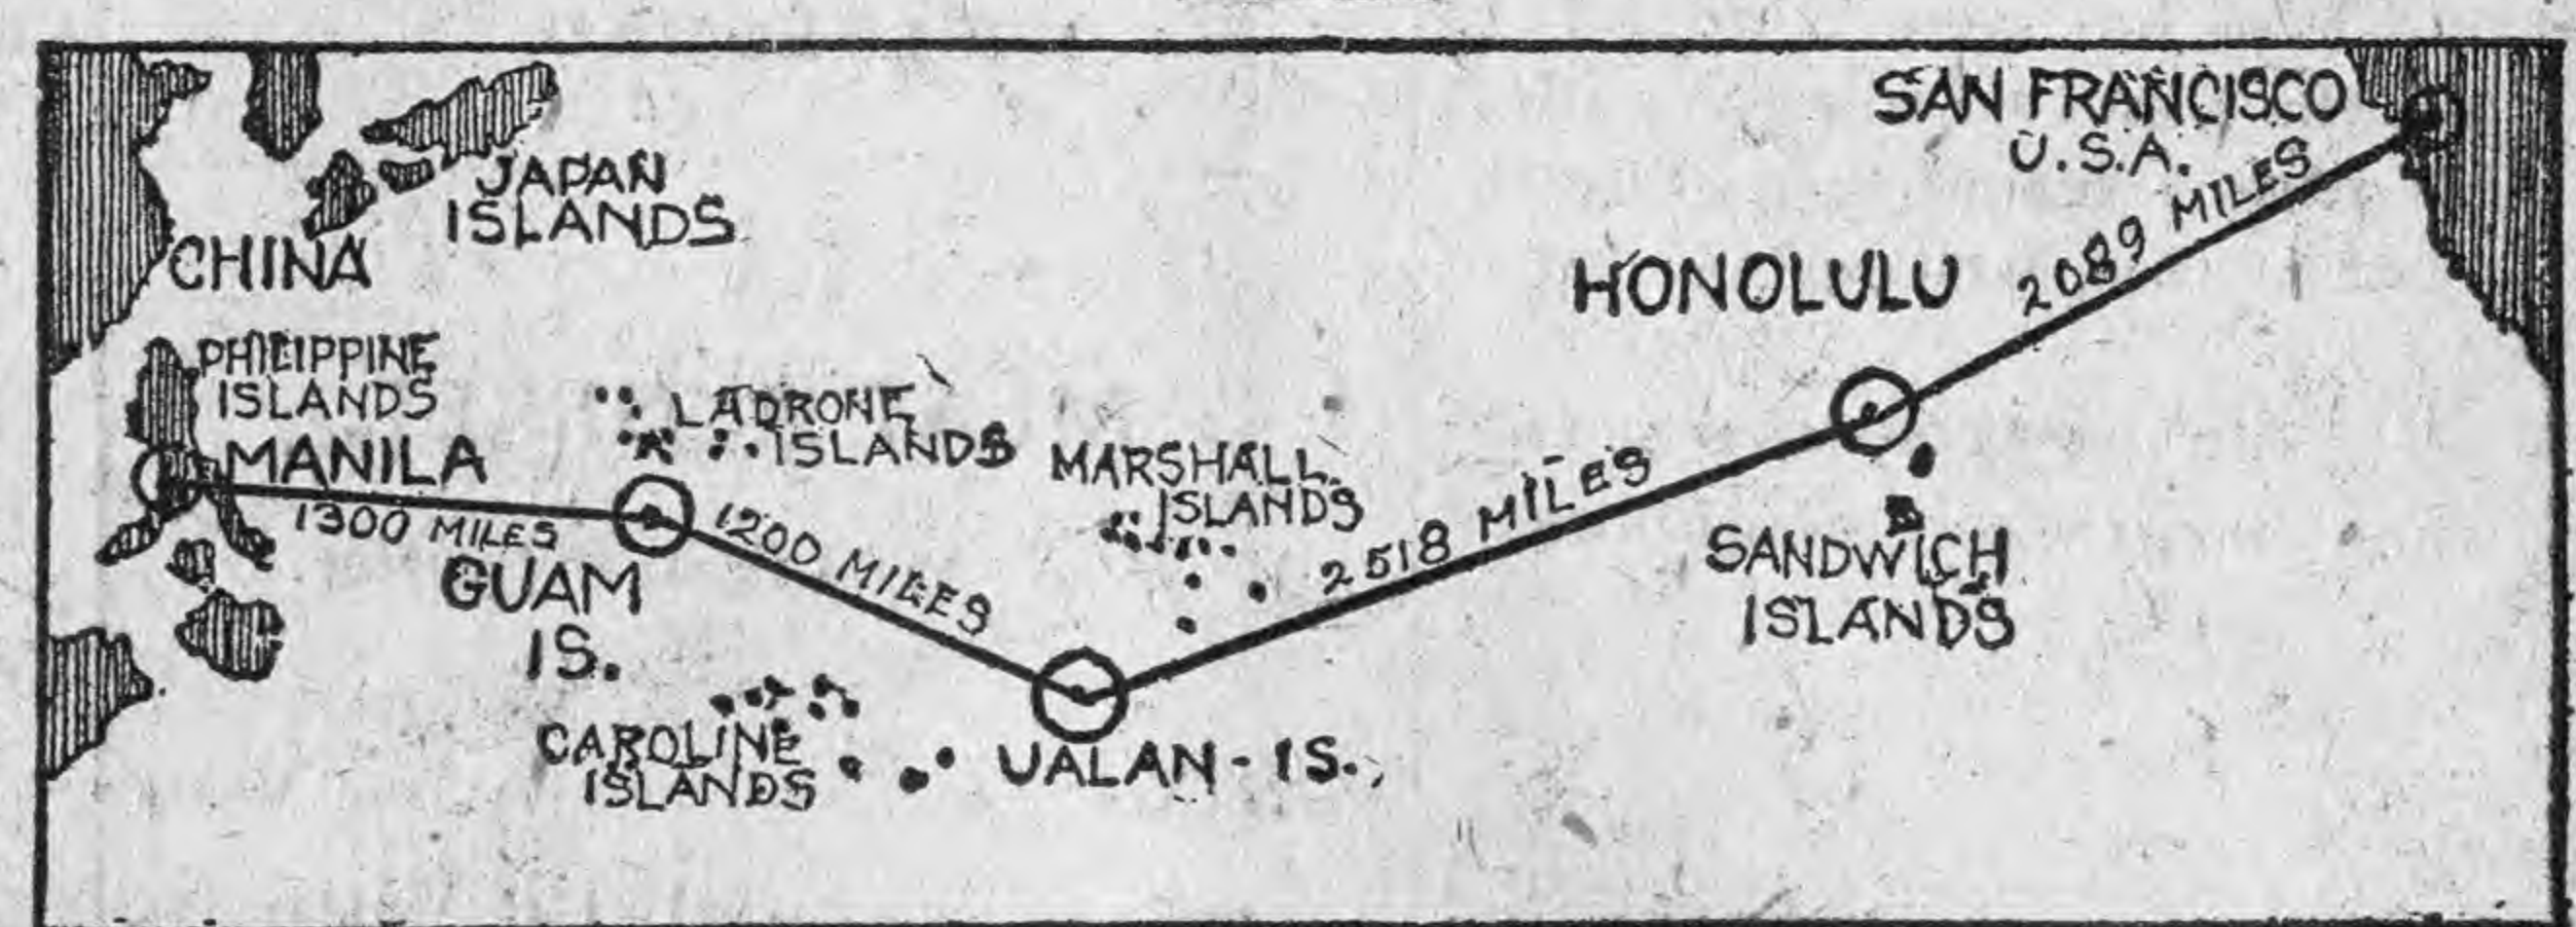 SAN FRANCISCO
U.S.A.
JAPAN
ISLANDS
CHINA
2089 MILES
HONOLULU
PHILIPPINE
ISLANDS
LADRONE
ISLANDS
MANILA
MARSHALL
ISLANDS
1300 MILES
1200 MILES
2518 MILES
GUAM
IS.
SANDWICH
ISLANDS
CAROLINE
ISLANDS
UALAN - IS.